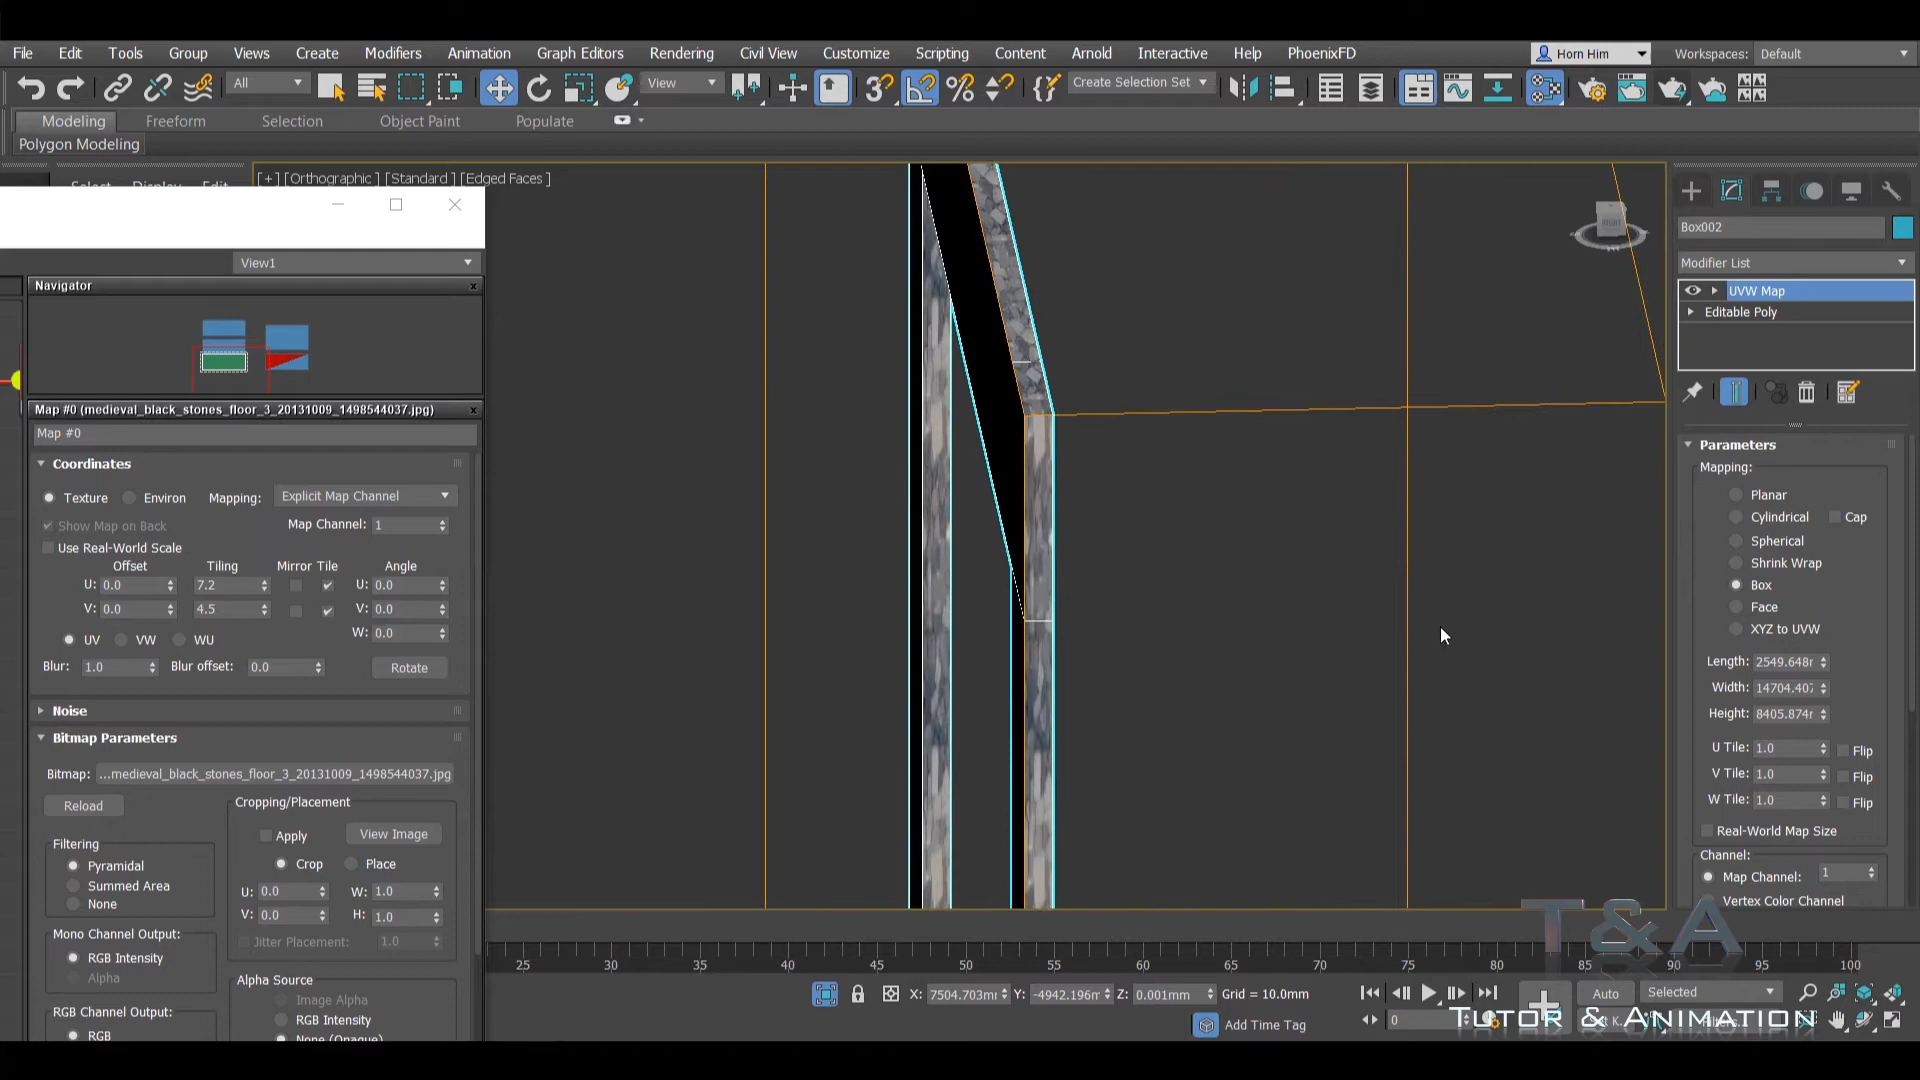 File Edit Tools Group Views Create Modifiers Animation Graph Editors Rendering Civil View Customize Scripting Content Arnold Interactive Help PhoenixFD Horn Him Workspaces: Default
All View Create Selection Set
Modeling Freeform Selection Object Paint Populate
Polygon Modeling
Select Display Edit [+] [Orthographic ] [Standard ] [Edged Faces ]
RIGHT
Box002
View1
Modifier List
Navigator
UVW Map
Editable Poly
Map #0 (medieval_black_stones_floor_3_20131009_1498544037.jpg)
Map #0
Coordinates
Texture Environ Mapping: Explicit Map Channel
Show Map on Back Map Channel: 1
Use Real-World Scale
Offset Tiling Mirror Tile Angle
U: 0.0 7.2 U: 0.0
V: 0.0 4.5 V: 0.0
W: 0.0
UV VW WU
Blur: 1.0 Blur offset: 0.0 Rotate
Noise
Bitmap Parameters
Bitmap: ...medieval_black_stones_floor_3_20131009_1498544037.jpg
Reload
Cropping/Placement
Apply View Image
Crop Place
U: 0.0 W: 1.0
V: 0.0 H: 1.0
Jitter Placement: 1.0
Filtering
Pyramidal
Summed Area
None
Mono Channel Output:
RGB Intensity
Alpha
RGB Channel Output:
RGB
Alpha Source
Image Alpha
RGB Intensity
None (Opaque)
Parameters
Mapping:
Planar
Cylindrical Cap
Spherical
Shrink Wrap
Box
Face
XYZ to UVW
Length: 2549.648r
Width: 14704.407
Height: 8405.874r
U Tile: 1.0 Flip
V Tile: 1.0 Flip
W Tile: 1.0 Flip
Real-World Map Size
Channel:
Map Channel: 1
Vertex Color Channel
T&A
25 30 35 40 45 50 55 60 65 70 75 80 85 90 95 100
X: 7504.703m Y: -4942.196m Z: 0.001mm Grid = 10.0mm Auto Selected
Add Time Tag 0
TUTOR & ANIMATION